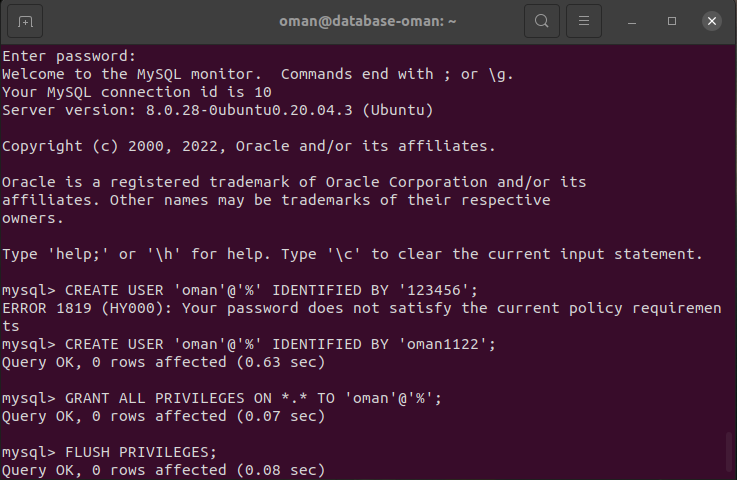 oman@database-oman: ~
Enter password:
Welcome to the MySQL monitor.  Commands end with ; or \g.
Your MySQL connection id is 10
Server version: 8.0.28-0ubuntu0.20.04.3 (Ubuntu)
Copyright (c) 2000, 2022, Oracle and/or its affiliates.
Oracle is a registered trademark of Oracle Corporation and/or its
affiliates. Other names may be trademarks of their respective
owners.
Type 'help;' or '\h' for help. Type '\c' to clear the current input statement.
mysql> CREATE USER 'oman'@'%' IDENTIFIED BY '123456';
ERROR 1819 (HY000): Your password does not satisfy the current policy requiremen
ts
mysql> CREATE USER 'oman'@'%' IDENTIFIED BY 'oman1122';
Query OK, 0 rows affected (0.63 sec)
mysql> GRANT ALL PRIVILEGES ON *.* TO 'oman'@'%';
Query OK, 0 rows affected (0.07 sec)
mysql> FLUSH PRIVILEGES;
Query OK, 0 rows affected (0.08 sec)